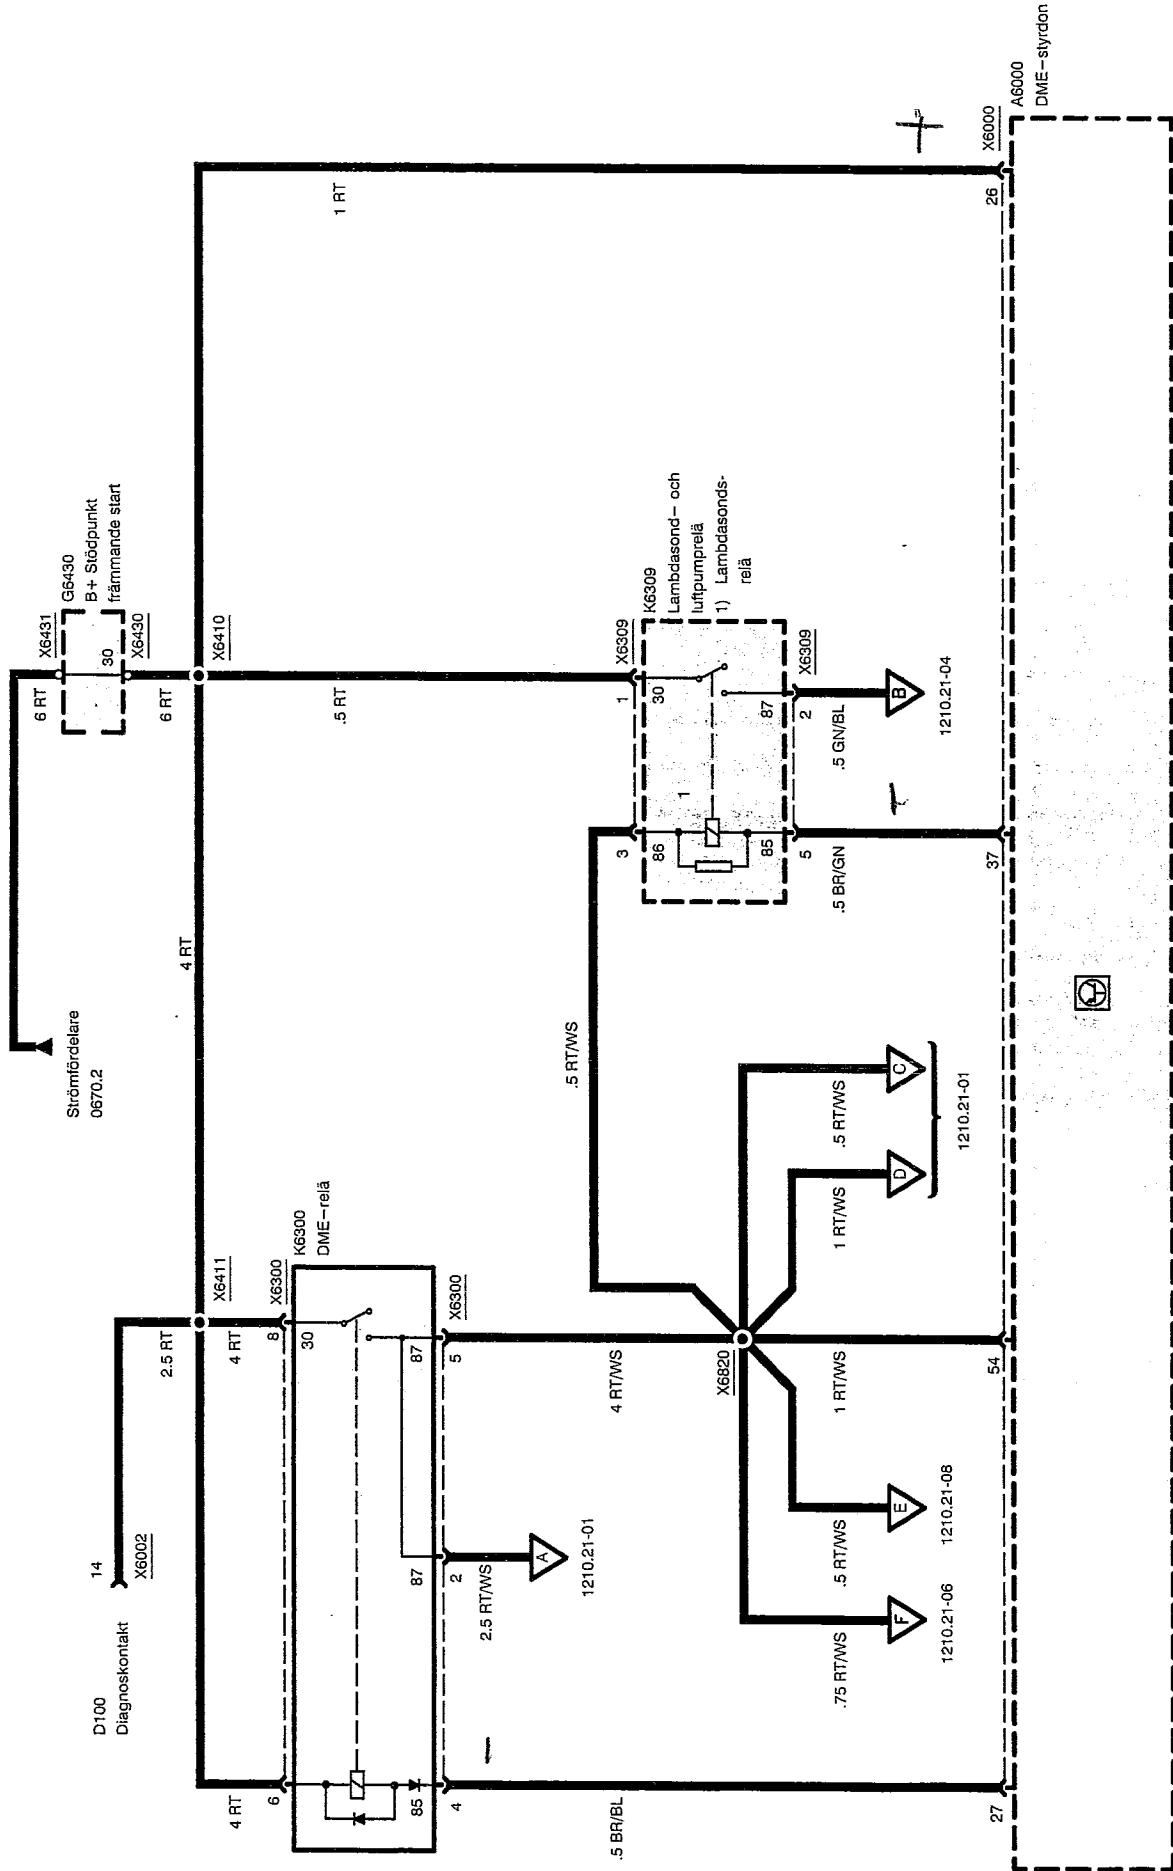 Strömfördelare
0670.2
6 RT
X6431
G6430
B+ Stödpunkt
främmande start
30
X6430
6 RT
X6410
D100
Diagnoskontakt
14
X6002
2.5 RT
X6411
4 RT
1 RT
4 RT
4 RT
X6300
6
8
30
K6300
DME-relä
85
87
87
X6300
4
2
5
2.5 RT/WS
A
1210.21-01
.5 RT
.5 RT/WS
X6309
3
1
K6309
Lambdasond- och
luftpumprelä
1) Lambdasonds-
relä
86
30
1
85
87
X6309
5
2
.5 BR/GN
.5 GN/BL
B
1210.21-04
.5 BR/BL
4 RT/WS
X6820
.75 RT/WS
.5 RT/WS
1 RT/WS
1 RT/WS
.5 RT/WS
F
E
D
C
1210.21-06
1210.21-08
1210.21-01
27
54
37
26
X6000
A6000
DME-styrdon